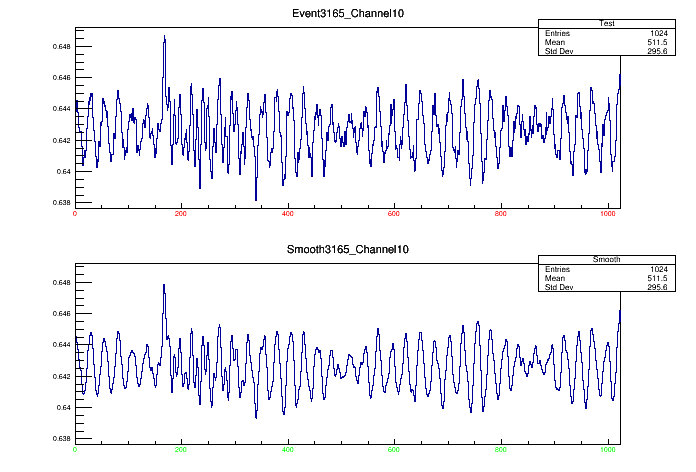 Event3165_Channel10
Test
Entries 1024
Mean 511.5
Std Dev 295.6
0.648
0.646
0.644
0.642
0.64
0.638
0 200 400 600 800 1000
Smooth3165_Channel10
Smooth
Entries 1024
Mean 511.5
Std Dev 295.6
0.648
0.646
0.644
0.642
0.64
0.638
0 200 400 600 800 1000